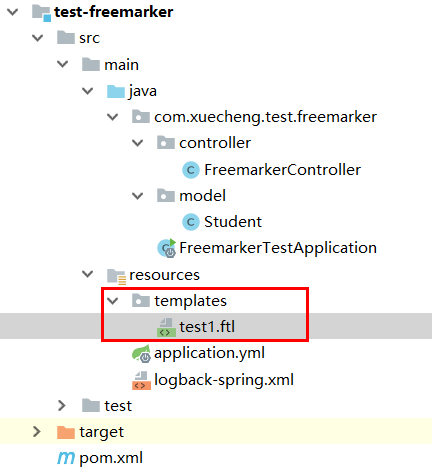 test-freemarker
src
main
java
com.xuecheng.test.freemarker
controller
FreemarkerController
model
Student
FreemarkerTestApplication
resources
templates
test1.ftl
application.yml
logback-spring.xml
test
target
pom.xml